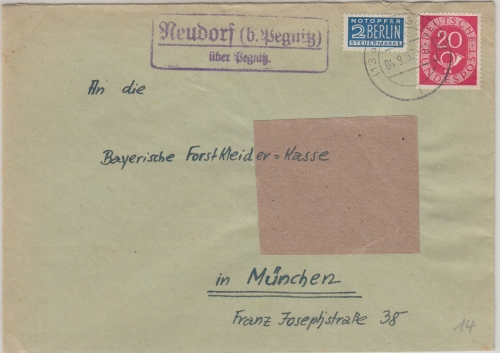 Neudorf (b. Pegnitz)
über Pegnitz.
NOTOPFER
2 BERLIN
STEUERMARKE
DEUTSCHE
20
BUNDESPOST
An die
Bayerische Forstkleider=Kasse
in München
Franz Josephstraße 38
14